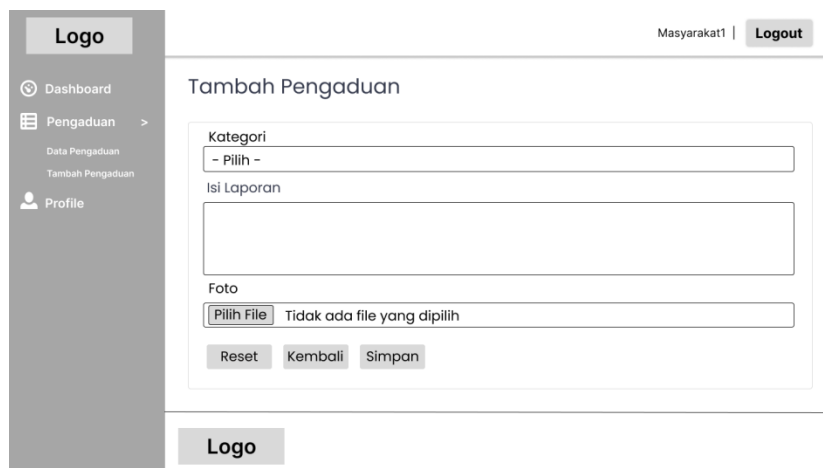 Logo
Masyarakat1 | Logout
Dashboard
Pengaduan >
Data Pengaduan
Tambah Pengaduan
Profile
Tambah Pengaduan
Kategori
- Pilih -
Isi Laporan
Foto
Pilih File Tidak ada file yang dipilih
Reset Kembali Simpan
Logo